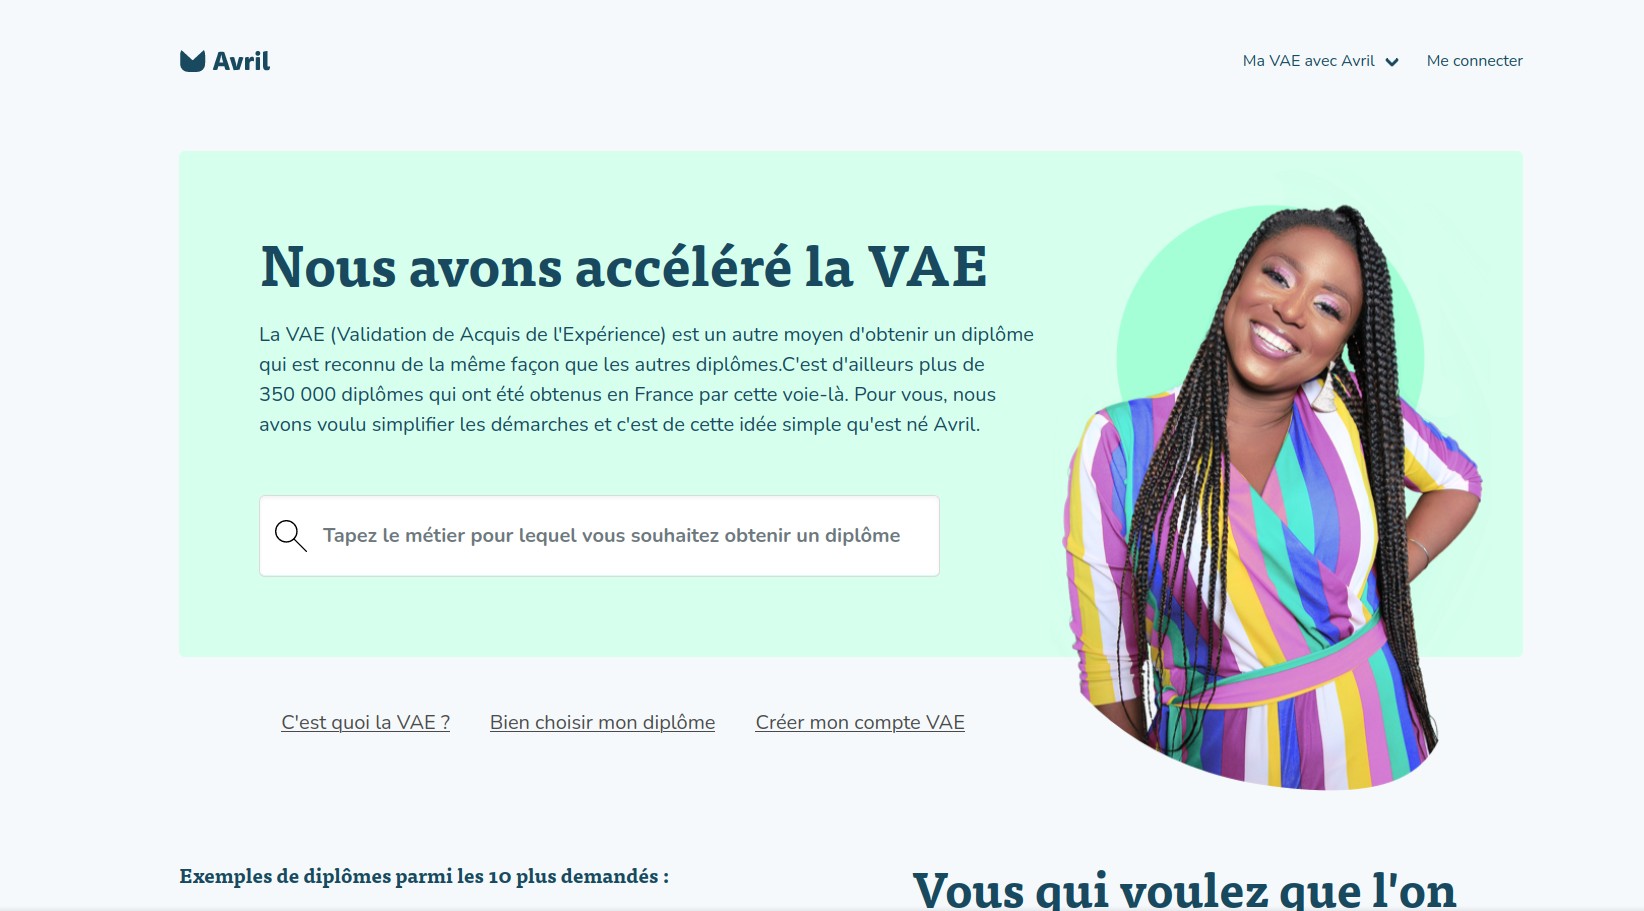 Avril
Ma VAE avec Avril
Me connecter
Nous avons accéléré la VAE
La VAE (Validation de Acquis de l'Expérience) est un autre moyen d'obtenir un diplôme
qui est reconnu de la même façon que les autres diplômes.C'est d'ailleurs plus de
350 000 diplômes qui ont été obtenus en France par cette voie-là. Pour vous, nous
avons voulu simplifier les démarches et c'est de cette idée simple qu'est né Avril.
Tapez le métier pour lequel vous souhaitez obtenir un diplôme
C'est quoi la VAE ?
Bien choisir mon diplôme
Créer mon compte VAE
Exemples de diplômes parmi les 10 plus demandés :
Vous qui voulez que l'on